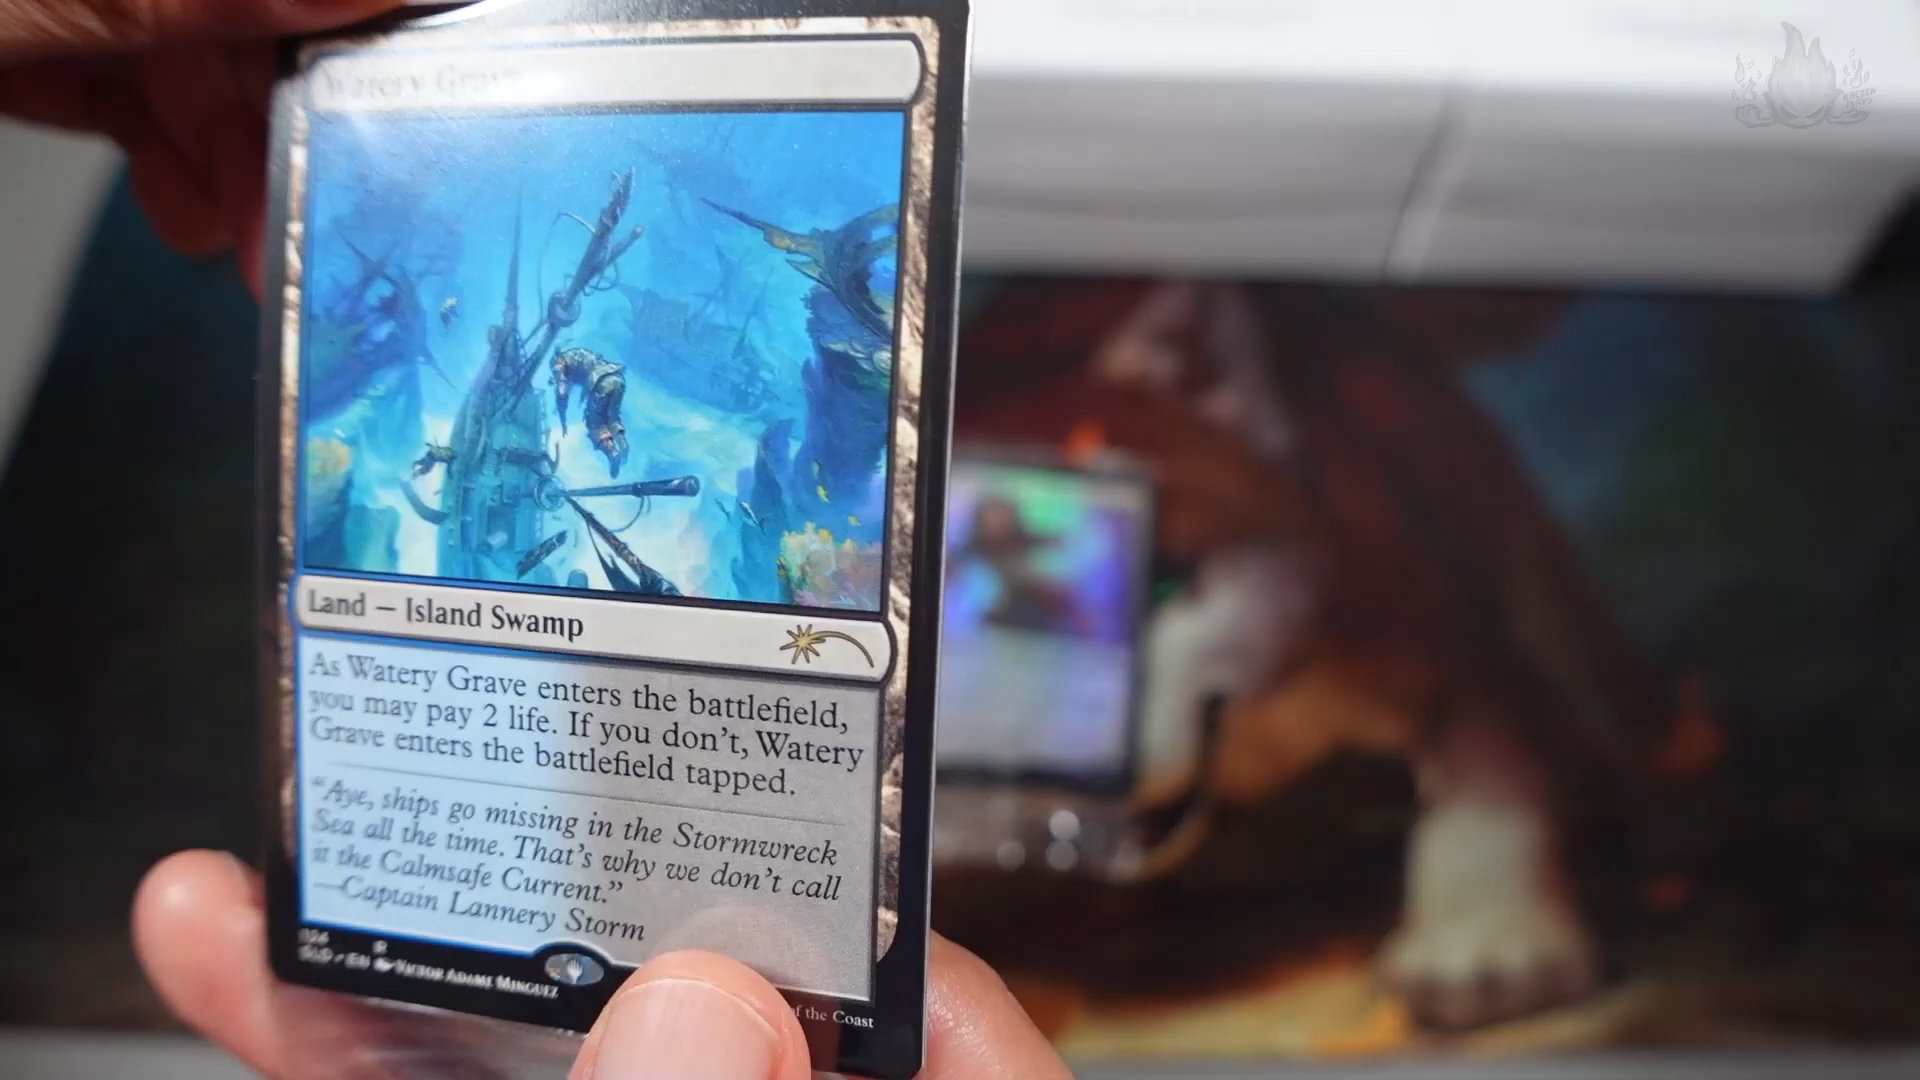 Watery Grave
Land — Island Swamp
As Watery Grave enters the battlefield,
you may pay 2 life. If you don't, Watery
Grave enters the battlefield tapped.
“Aye, ships go missing in the Stormwreck
Sea all the time. That's why we don't call
it the Calmsafe Current.”
—Captain Lannery Storm
R
SLD • EN Victor Adame Minguez
of the Coast